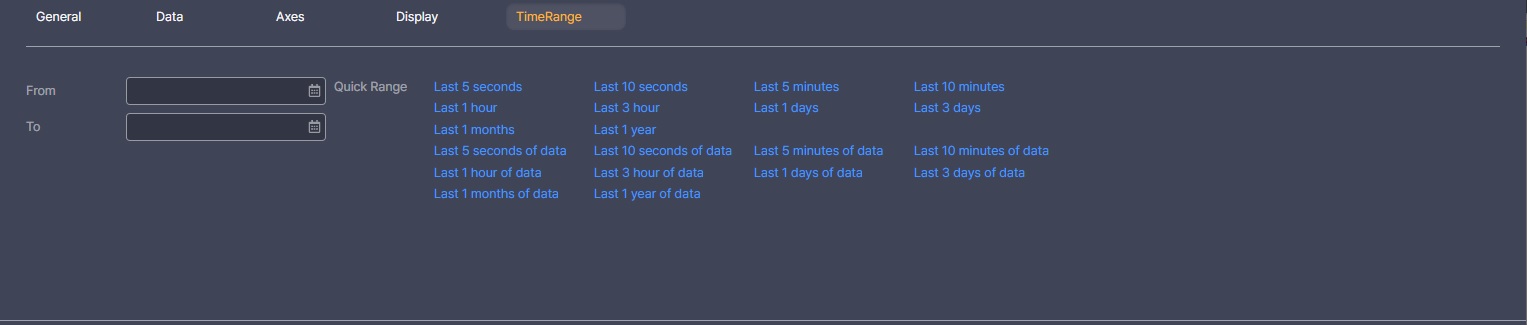 General Data Axes Display TimeRange
From Quick Range Last 5 seconds Last 10 seconds Last 5 minutes Last 10 minutes
Last 1 hour Last 3 hour Last 1 days Last 3 days
To Last 1 months Last 1 year
Last 5 seconds of data Last 10 seconds of data Last 5 minutes of data Last 10 minutes of data
Last 1 hour of data Last 3 hour of data Last 1 days of data Last 3 days of data
Last 1 months of data Last 1 year of data